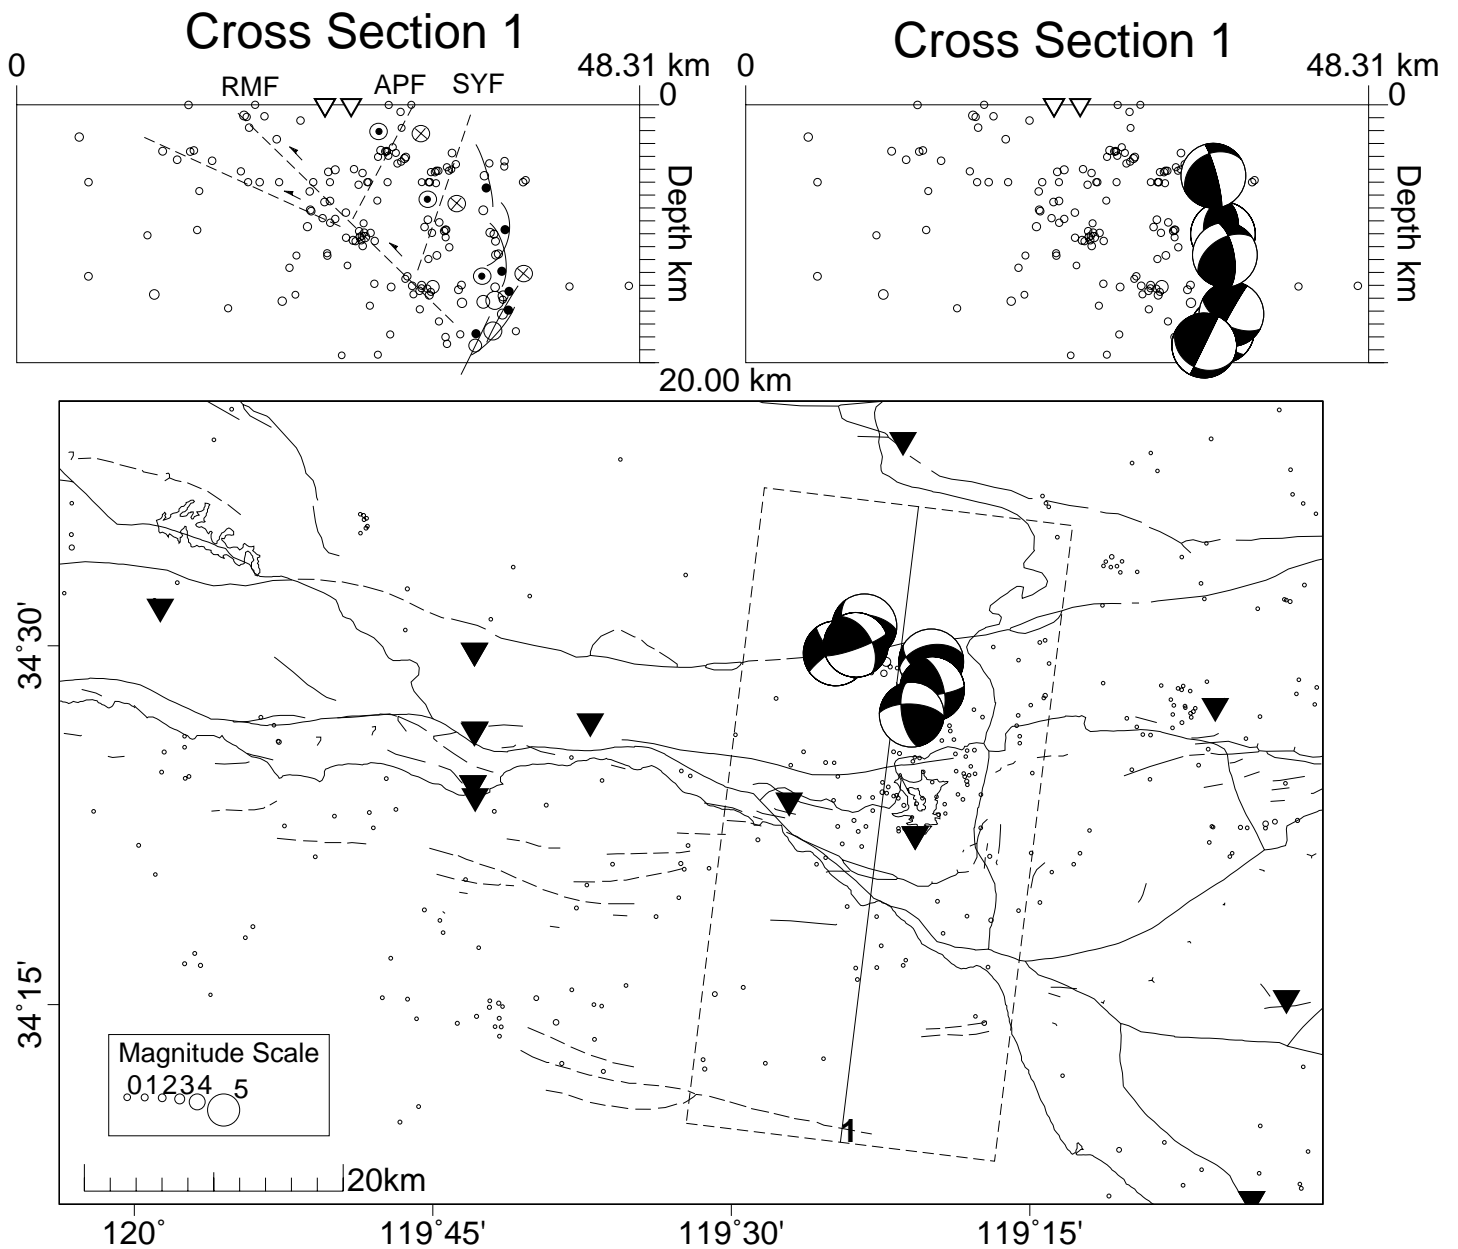 Cross Section 1
Cross Section 1
0
48.31 km
0
48.31 km
RMF
APF
SYF
0
0
Depth km
Depth km
20.00 km
?
34°30'
?
?
34°15'
Magnitude Scale
0 1 2 3 4 5
1
20km
120°
119°45'
119°30'
119°15'